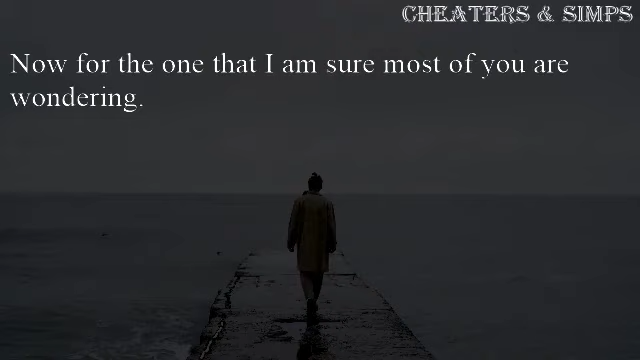 CHEATERS & SIMPS
Now for the one that I am sure most of you are
wondering.